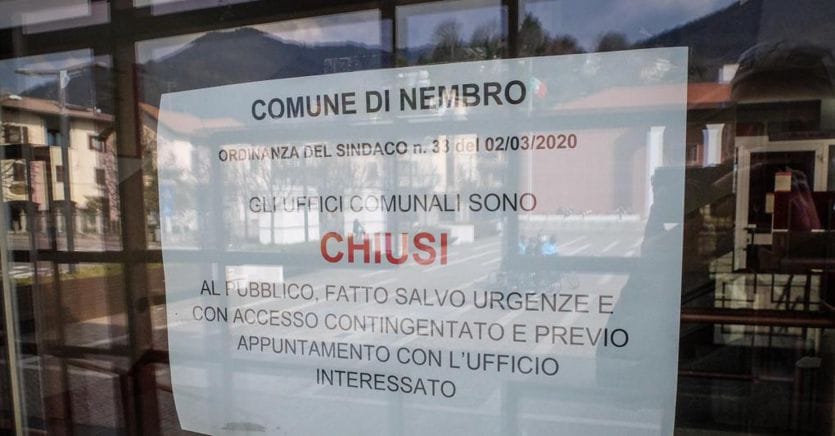 COMUNE DI NEMBRO
ORDINANZA DEL SINDACO n. 33 del 02/03/2020
GLI UFFICI COMUNALI SONO
CHIUSI
AL PUBBLICO, FATTO SALVO URGENZE E
CON ACCESSO CONTINGENTATO E PREVIO
APPUNTAMENTO CON L'UFFICIO
INTERESSATO